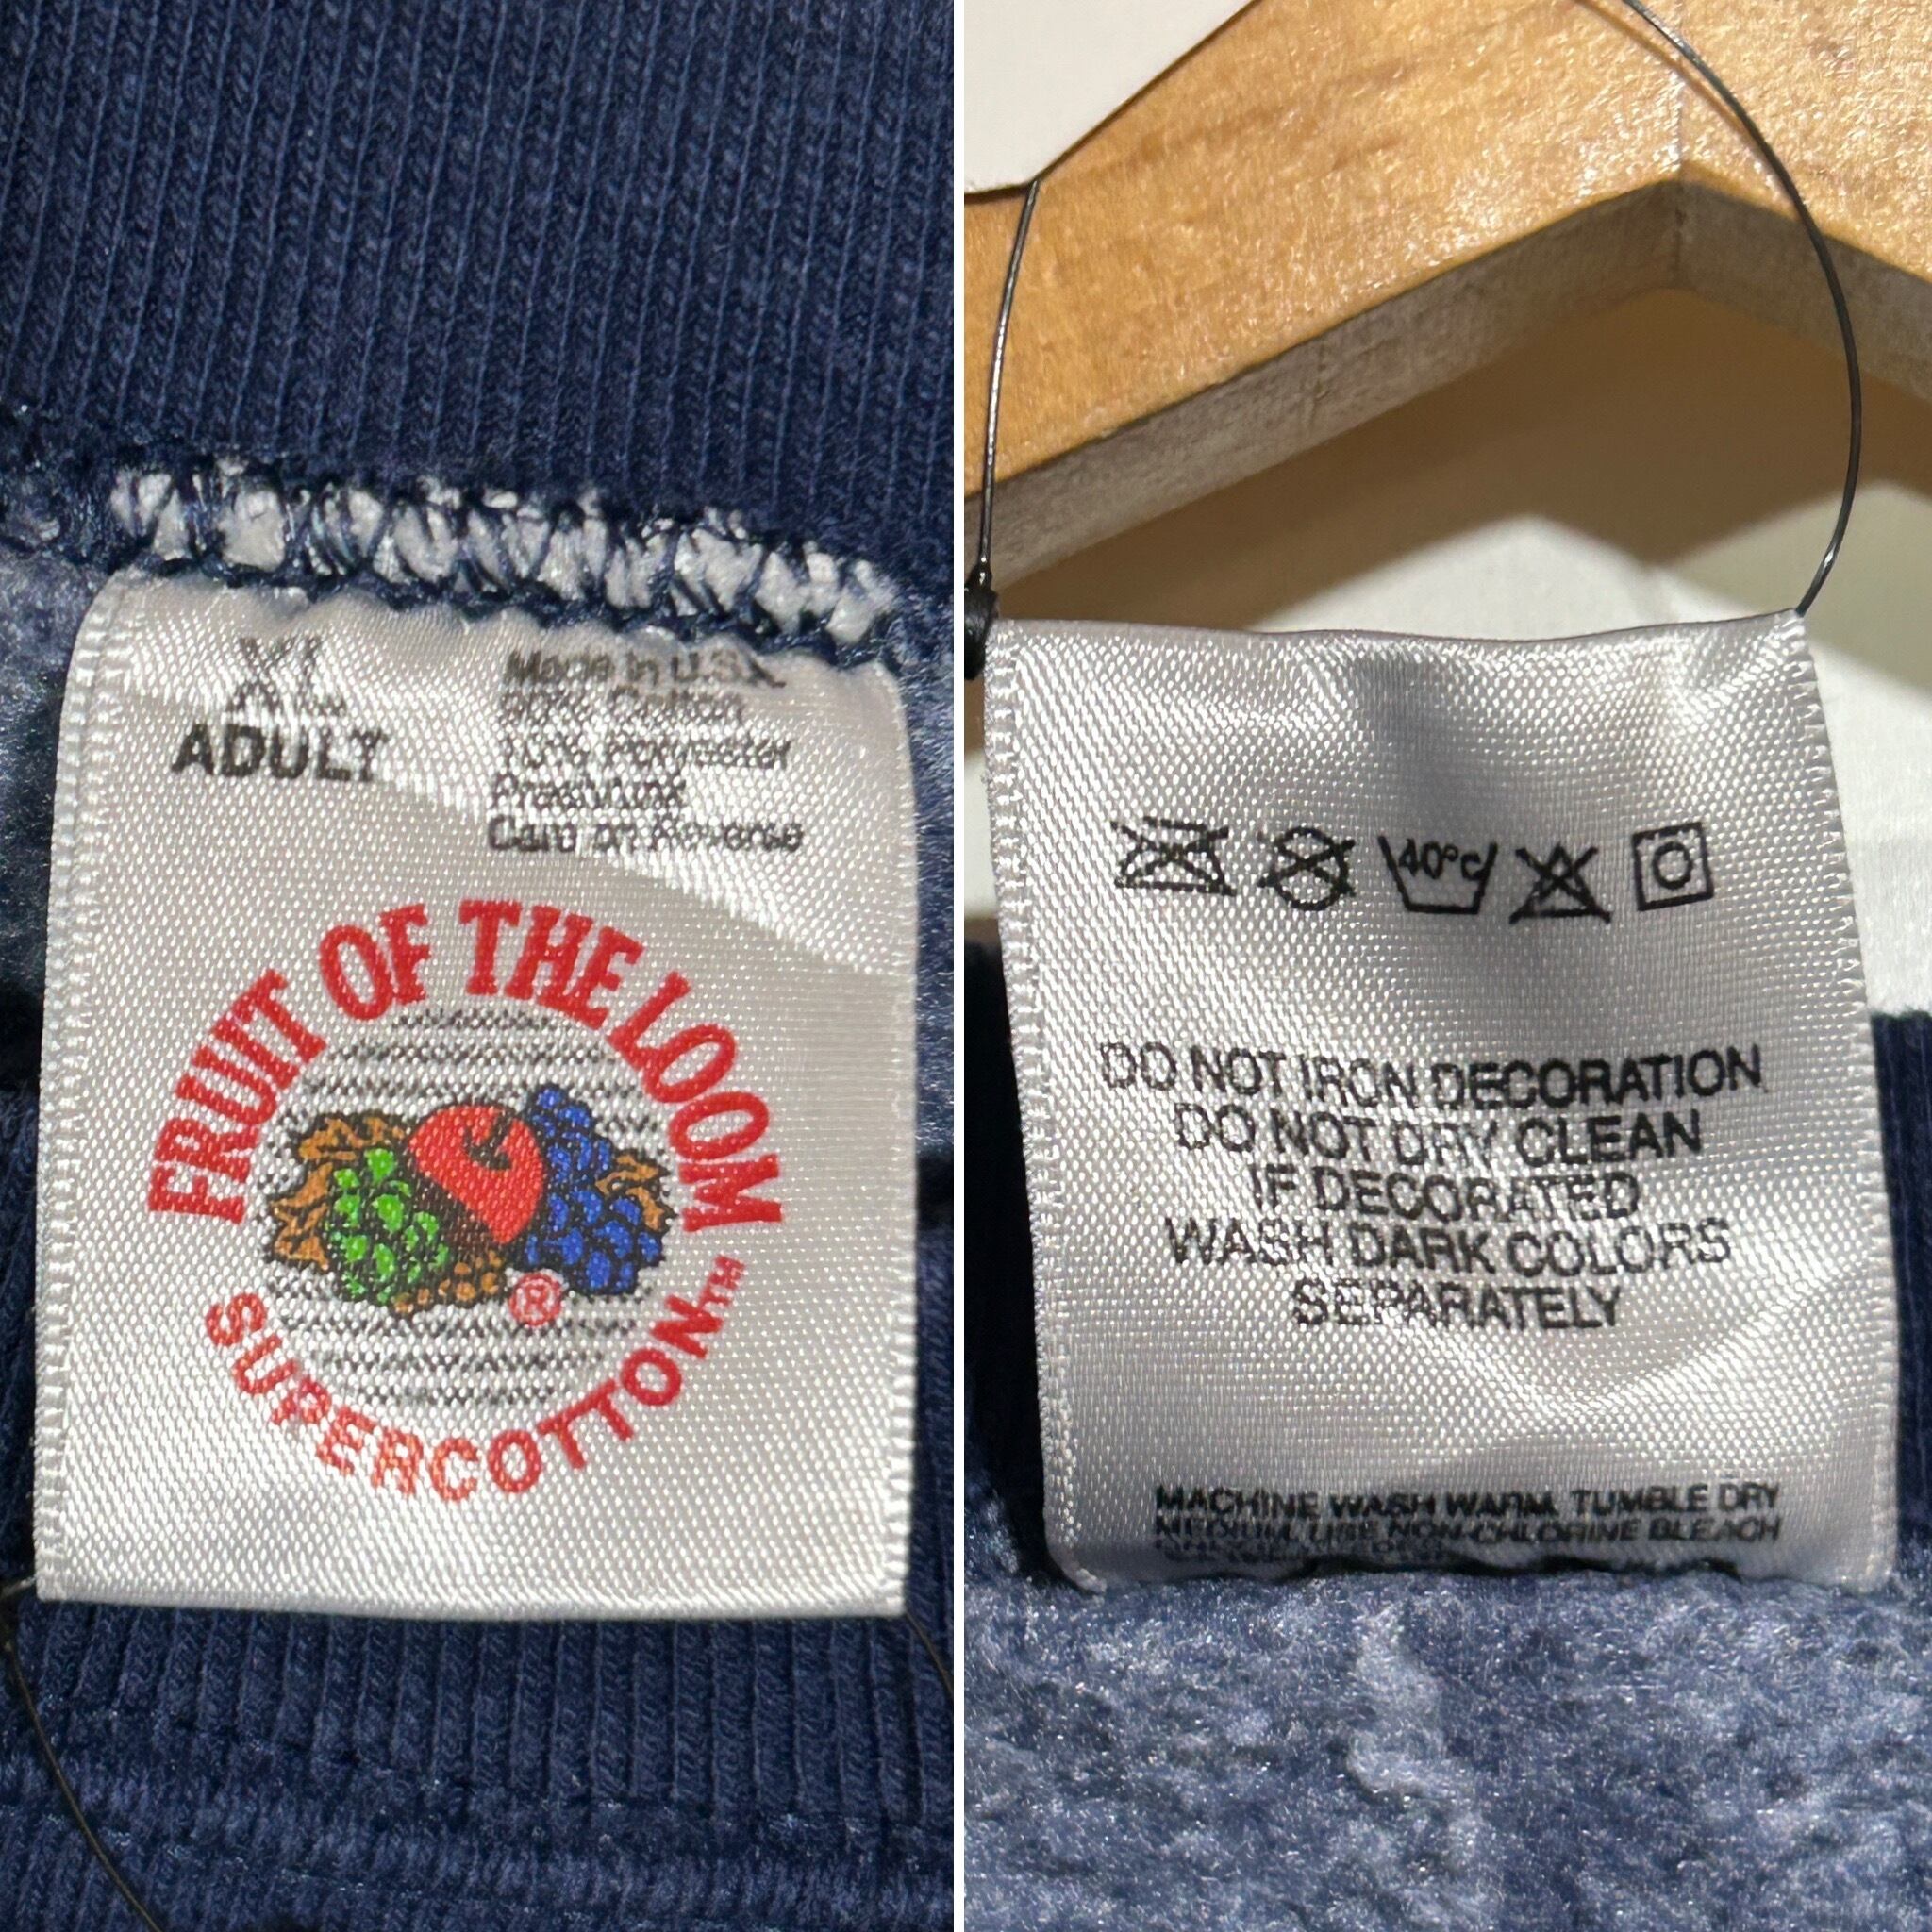 XL
ADULT
Made in U.S.A.
90% Cotton
10% Polyester
Preshrunk
Care on Reverse
FRUIT OF THE LOOM
®
SUPERCOTTON™
40°C
DO NOT IRON DECORATION
DO NOT DRY CLEAN
IF DECORATED
WASH DARK COLORS
SEPARATELY
MACHINE WASH WARM, TUMBLE DRY
MEDIUM. USE NON-CHLORINE BLEACH